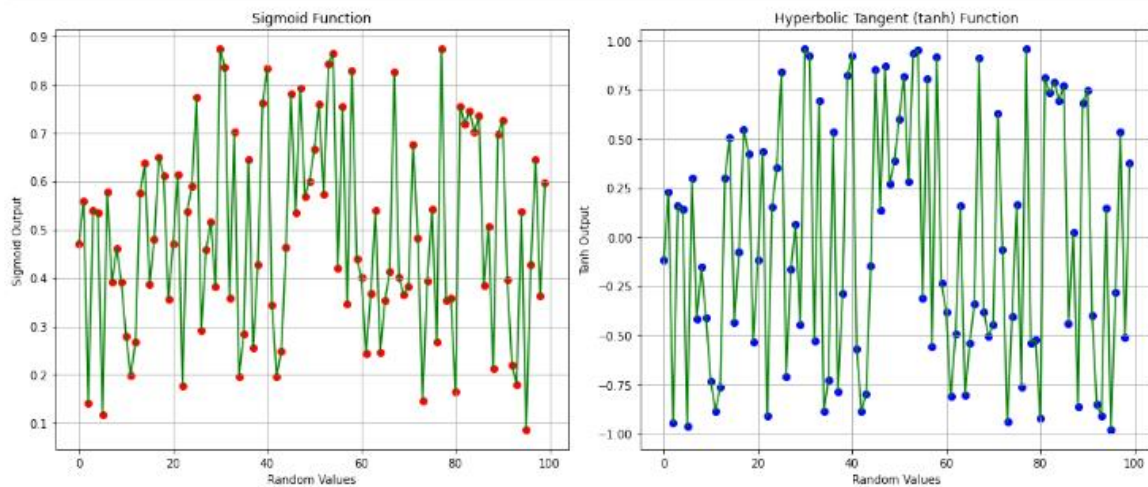 Sigmoid Function
Sigmoid Output
0.9
0.8
0.7
0.6
0.5
0.4
0.3
0.2
0.1
0 20 40 60 80 100
Random Values
Hyperbolic Tangent (tanh) Function
Tanh Output
1.00
0.75
0.50
0.25
0.00
−0.25
−0.50
−0.75
−1.00
0 20 40 60 80 100
Random Values